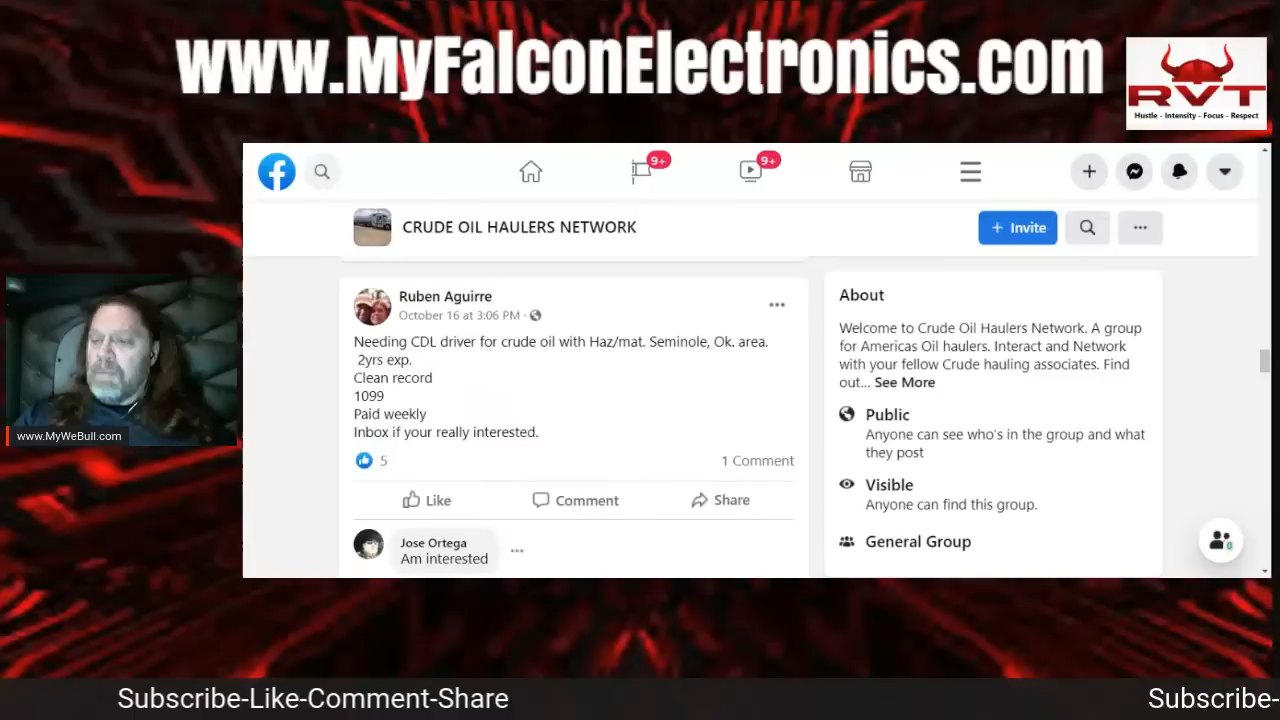 www.MyFalconElectronics.com
RVT
Hustle - Intensity - Focus - Respect
9+
9+
CRUDE OIL HAULERS NETWORK
+ Invite
Ruben Aguirre
October 16 at 3:06 PM ·
Needing CDL driver for crude oil with Haz/mat. Seminole, Ok. area.
2yrs exp.
Clean record
1099
Paid weekly
Inbox if your really interested.
5
1 Comment
Like
Comment
Share
Jose Ortega
Am interested
About
Welcome to Crude Oil Haulers Network. A group
for Americas Oil haulers. Interact and Network
with your fellow Crude hauling associates. Find
out... See More
Public
Anyone can see who's in the group and what
they post
Visible
Anyone can find this group.
General Group
www.MyWeBull.com
Subscribe-Like-Comment-Share
Subscribe-